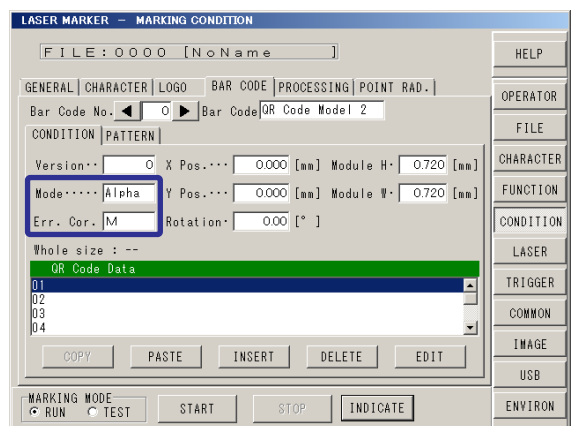 LASER MARKER – MARKING CONDITION
FILE:0000 [NoName ]
HELP
GENERAL CHARACTER LOGO BAR CODE PROCESSING POINT RAD.
OPERATOR
Bar Code No. 0 Bar Code QR Code Model 2
FILE
CONDITION PATTERN
CHARACTER
Version·· 0 X Pos.··· 0.000 [mm] Module H· 0.720 [mm]
Mode····· Alpha Y Pos.··· 0.000 [mm] Module W· 0.720 [mm]
FUNCTION
Err. Cor. M Rotation· 0.00 [° ]
CONDITION
Whole size : --
LASER
QR Code Data
01
TRIGGER
02
03
COMMON
04
IMAGE
COPY PASTE INSERT DELETE EDIT
USB
MARKING MODE
RUN TEST START STOP INDICATE
ENVIRON